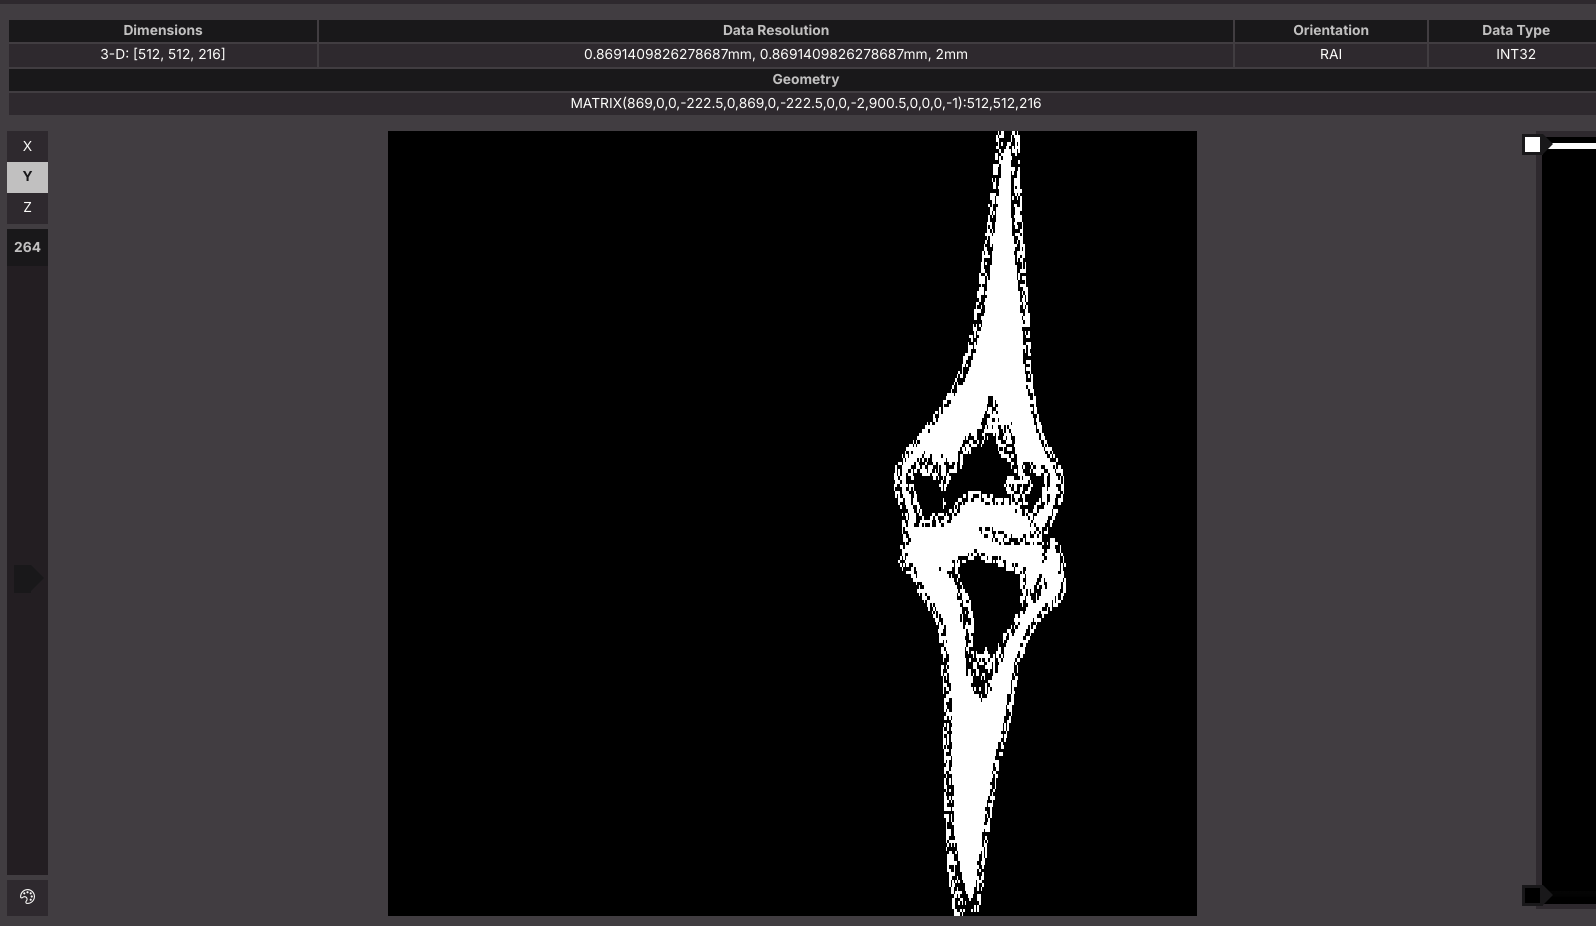 Dimensions Data Resolution Orientation Data Type
3-D: [512, 512, 216] 0.8691409826278687mm, 0.8691409826278687mm, 2mm RAI INT32
Geometry
MATRIX(869,0,0,-222.5,0,869,0,-222.5,0,0,-2,900.5,0,0,0,-1):512,512,216
X
Y
Z
264